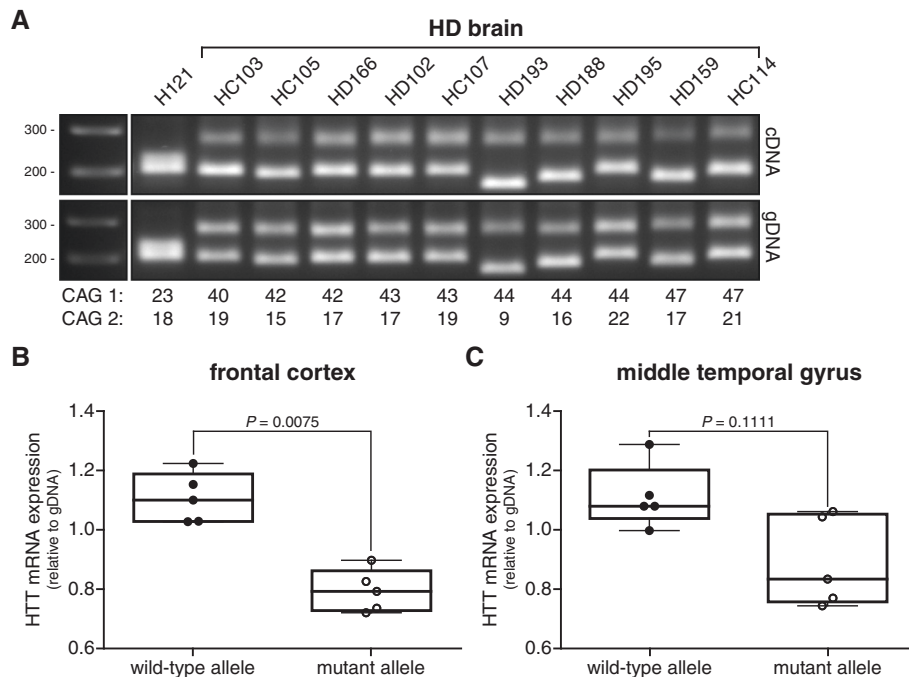 A
HD brain
H121 HC103 HC105 HD166 HD102 HC107 HD193 HD188 HD195 HD159 HC114
300 -
200 -
cDNA
300 -
200 -
gDNA
CAG 1: 23 40 42 42 43 43 44 44 44 47 47
CAG 2: 18 19 15 17 17 19 9 16 22 17 21
B
frontal cortex
HTT mRNA expression
(relative to gDNA)
1.4
1.2
1.0
0.8
0.6
P = 0.0075
wild-type allele mutant allele
C
middle temporal gyrus
HTT mRNA expression
(relative to gDNA)
1.4
1.2
1.0
0.8
0.6
P = 0.1111
wild-type allele mutant allele